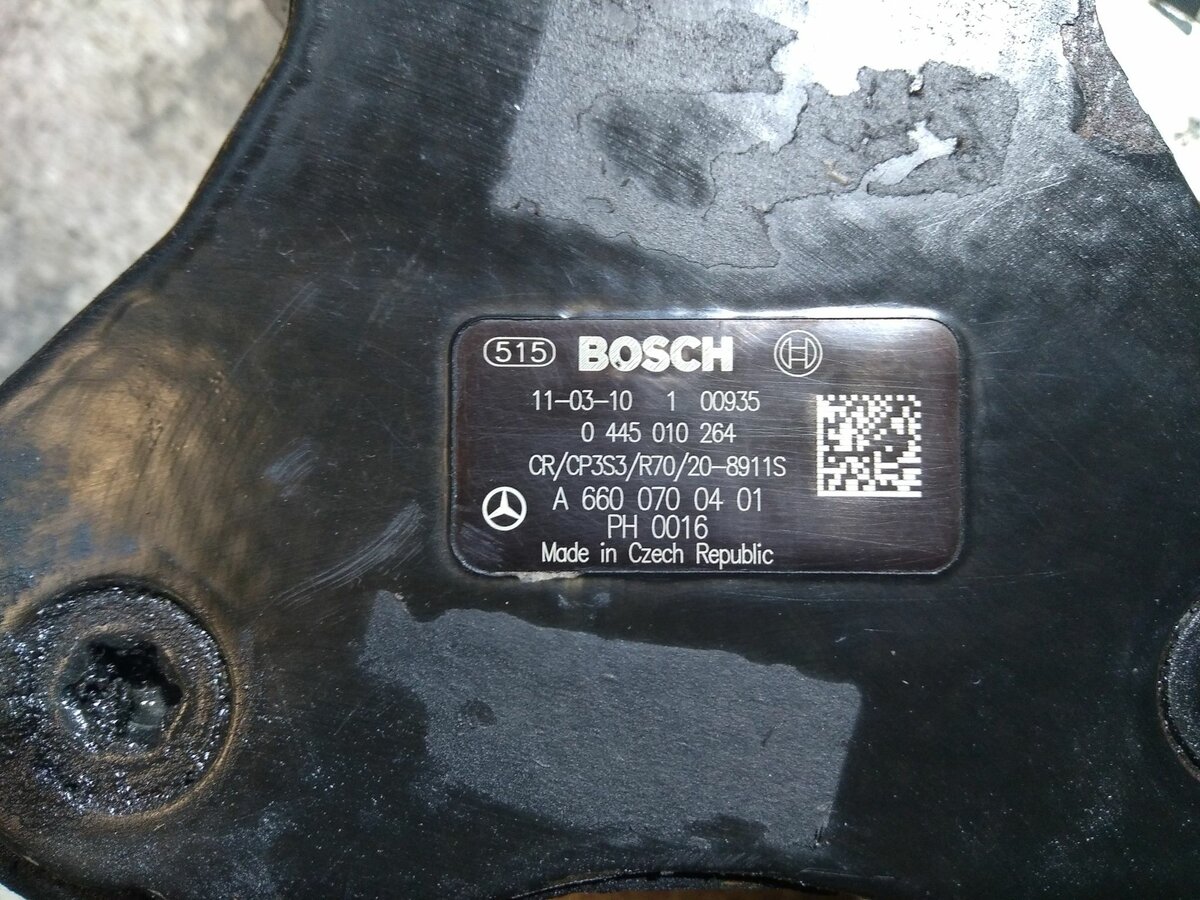 515 BOSCH
11-03-10 1 00935
0 445 010 264
CR/CP3S3/R70/20-8911S
A 660 070 04 01
PH 0016
Made in Czech Republic